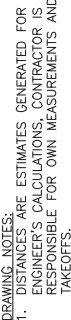 DRAWING NOTES:
1. DISTANCES ARE ESTIMATES GENERATED FOR
ENGINEER'S CALCULATIONS, CONTRACTOR IS
RESPONSIBLE FOR OWN MEASUREMENTS AND
TAKEOFFS.